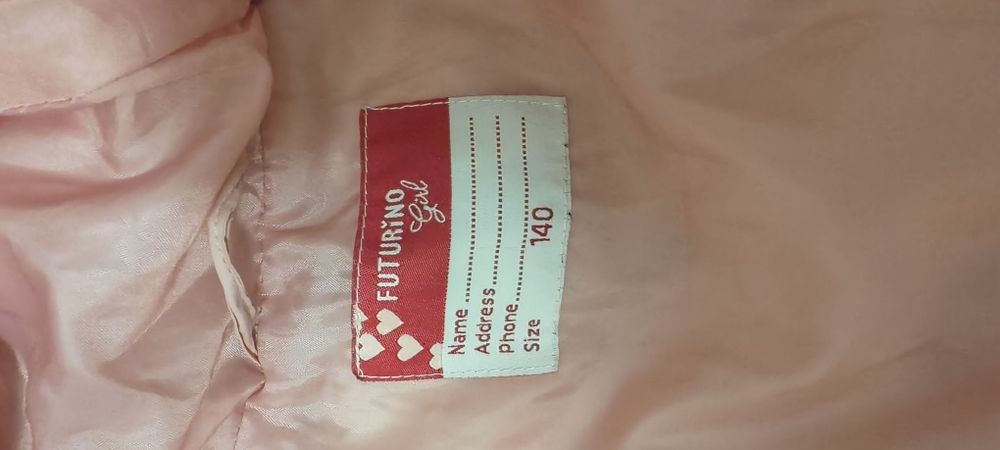 FUTURiNO
Girl
Name ........................
Address ........................
Phone ........................
Size 140